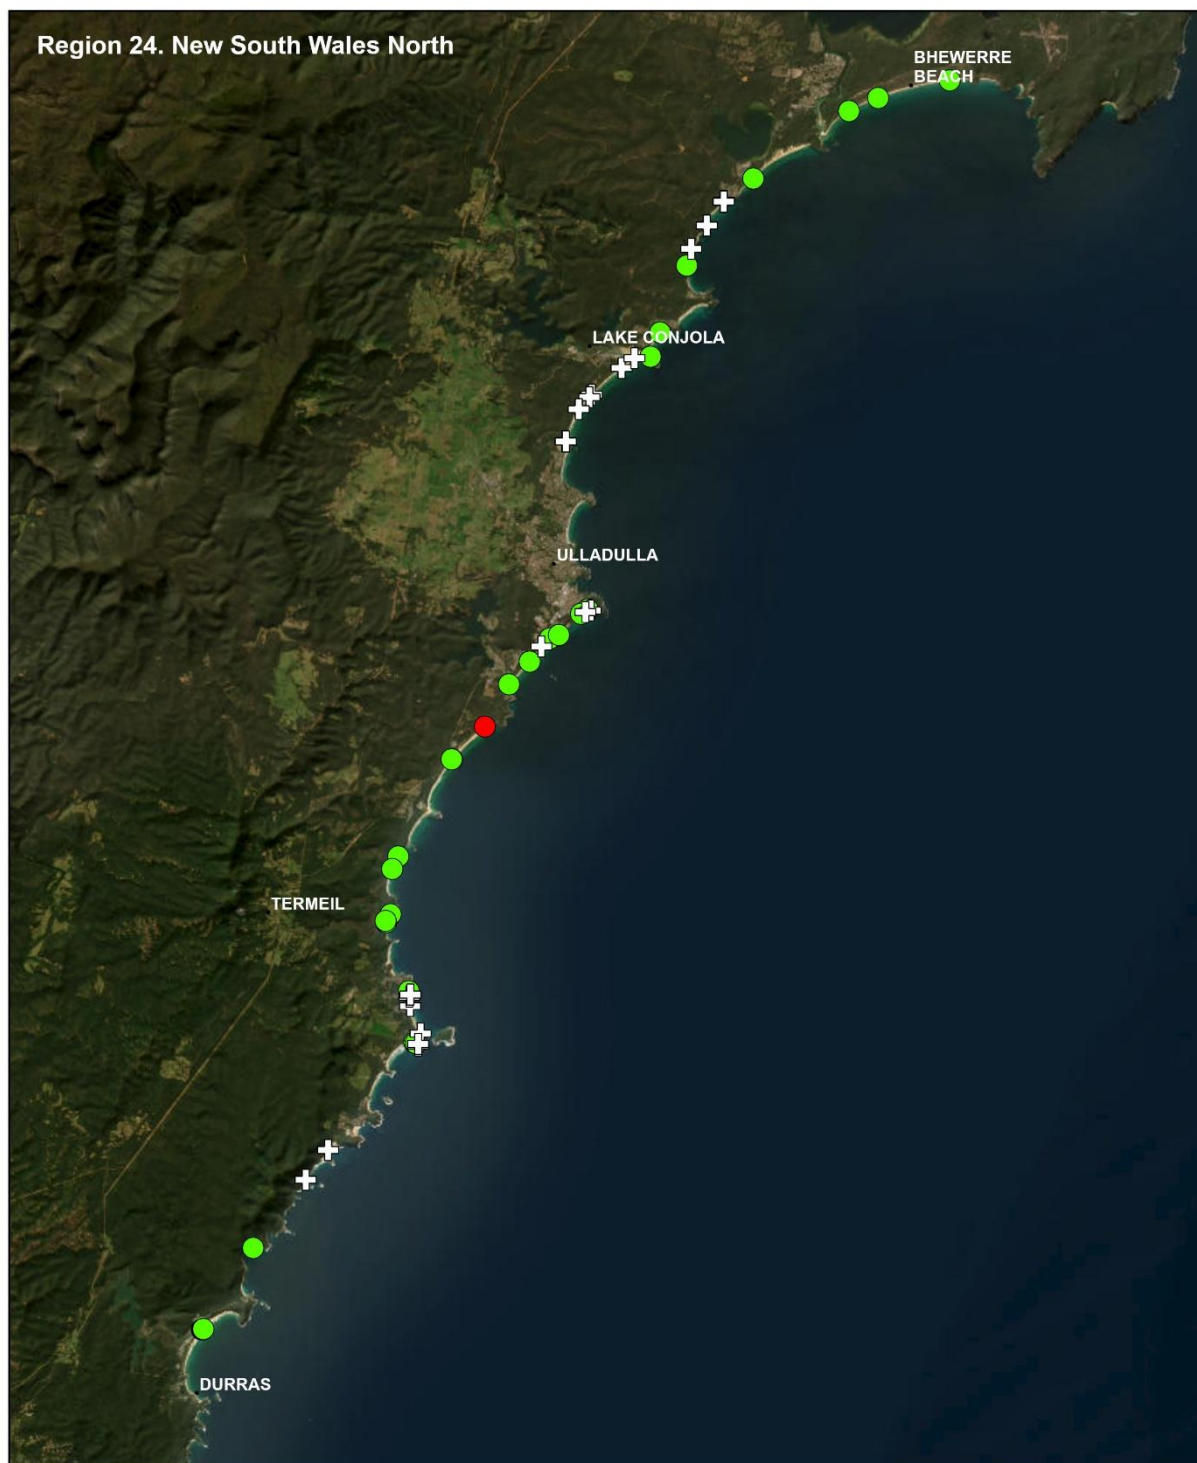 Region 24. New South Wales North
BHEWERRE
BEACH
LAKE CONJOLA
ULLADULLA
TERMEIL
DURRAS